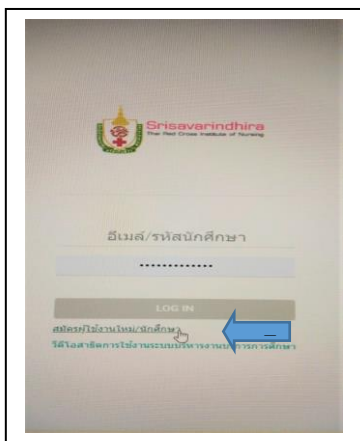 Srisavarindhira
Thai Red Cross Institute of Nursing
อีเมล์/รหัสนักศึกษา
LOG IN
สมัครผู้ใช้งานใหม่/นักศึกษา
วีดีโอสาธิตการใช้งานระบบบริหารงานบริการการศึกษา